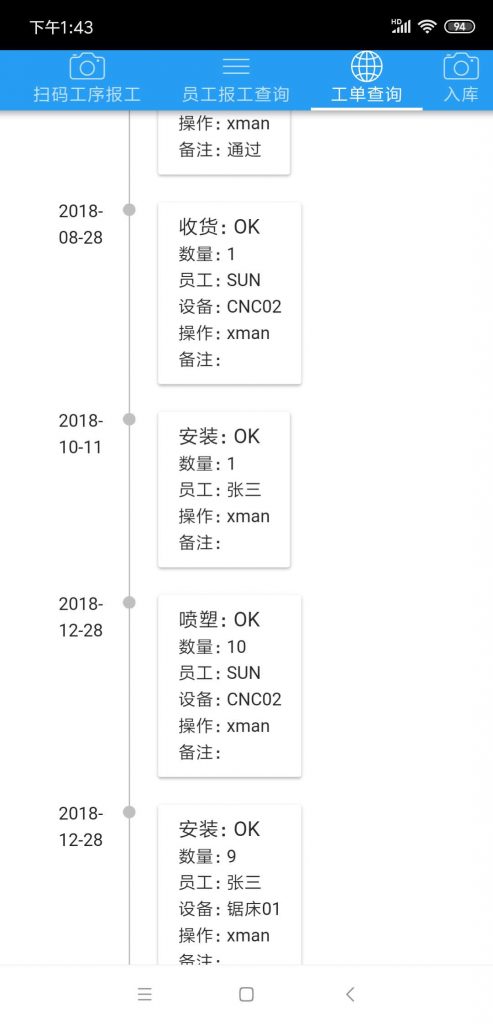 下午1:43
HD
94
扫码工序报工
员工报工查询
工单查询
入库
操作: xman
备注: 通过
2018-
08-28
收货: OK
数量: 1
员工: SUN
设备: CNC02
操作: xman
备注:
2018-
10-11
安装: OK
数量: 1
员工: 张三
操作: xman
备注:
2018-
12-28
喷塑: OK
数量: 10
员工: SUN
设备: CNC02
操作: xman
备注:
2018-
12-28
安装: OK
数量: 9
员工: 张三
设备: 锯床01
操作: xman
备注: